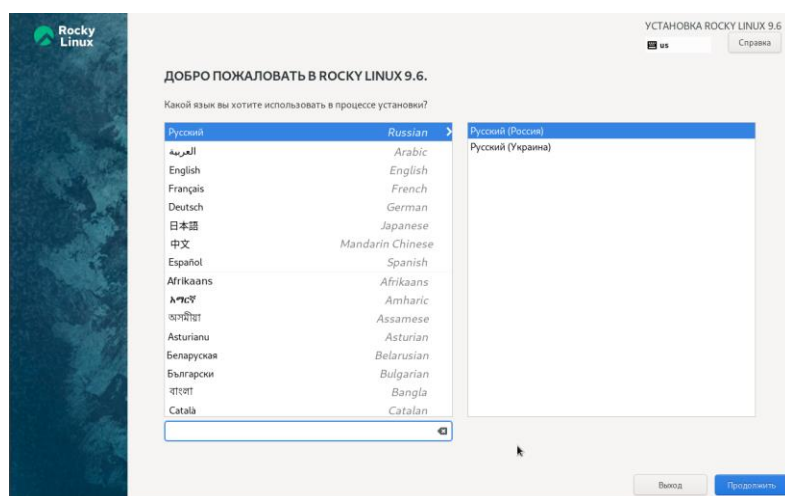 Rocky
Linux
УСТАНОВКА ROCKY LINUX 9.6
us
Справка
ДОБРО ПОЖАЛОВАТЬ В ROCKY LINUX 9.6.
Какой язык вы хотите использовать в процессе установки?
Русский Russian
العربية Arabic
English English
Français French
Deutsch German
日本語 Japanese
中文 Mandarin Chinese
Español Spanish
Afrikaans Afrikaans
አማርኛ Amharic
অসমীয়া Assamese
Asturianu Asturian
Беларуская Belarusian
Български Bulgarian
বাংলা Bangla
Català Catalan
Русский (Россия)
Русский (Украина)
Выход
Продолжить